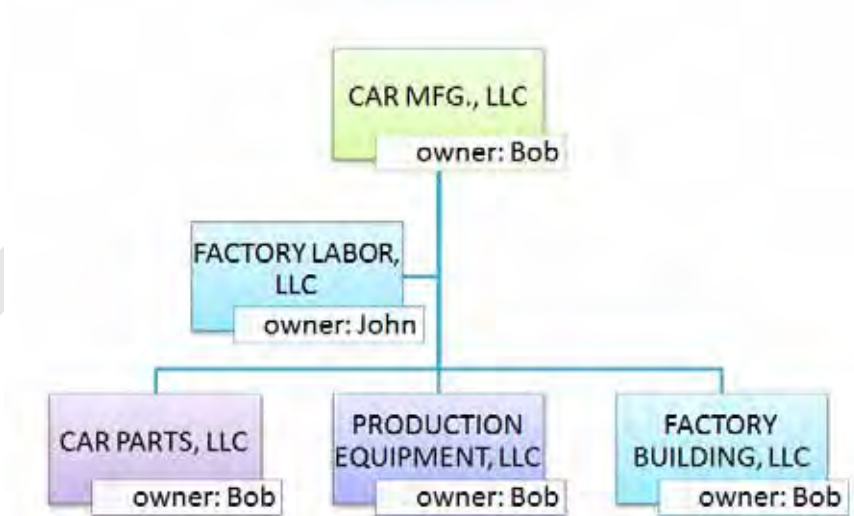 CAR MFG., LLC
owner: Bob
FACTORY LABOR,
LLC
owner: John
CAR PARTS, LLC
owner: Bob
PRODUCTION
EQUIPMENT, LLC
owner: Bob
FACTORY
BUILDING, LLC
owner: Bob